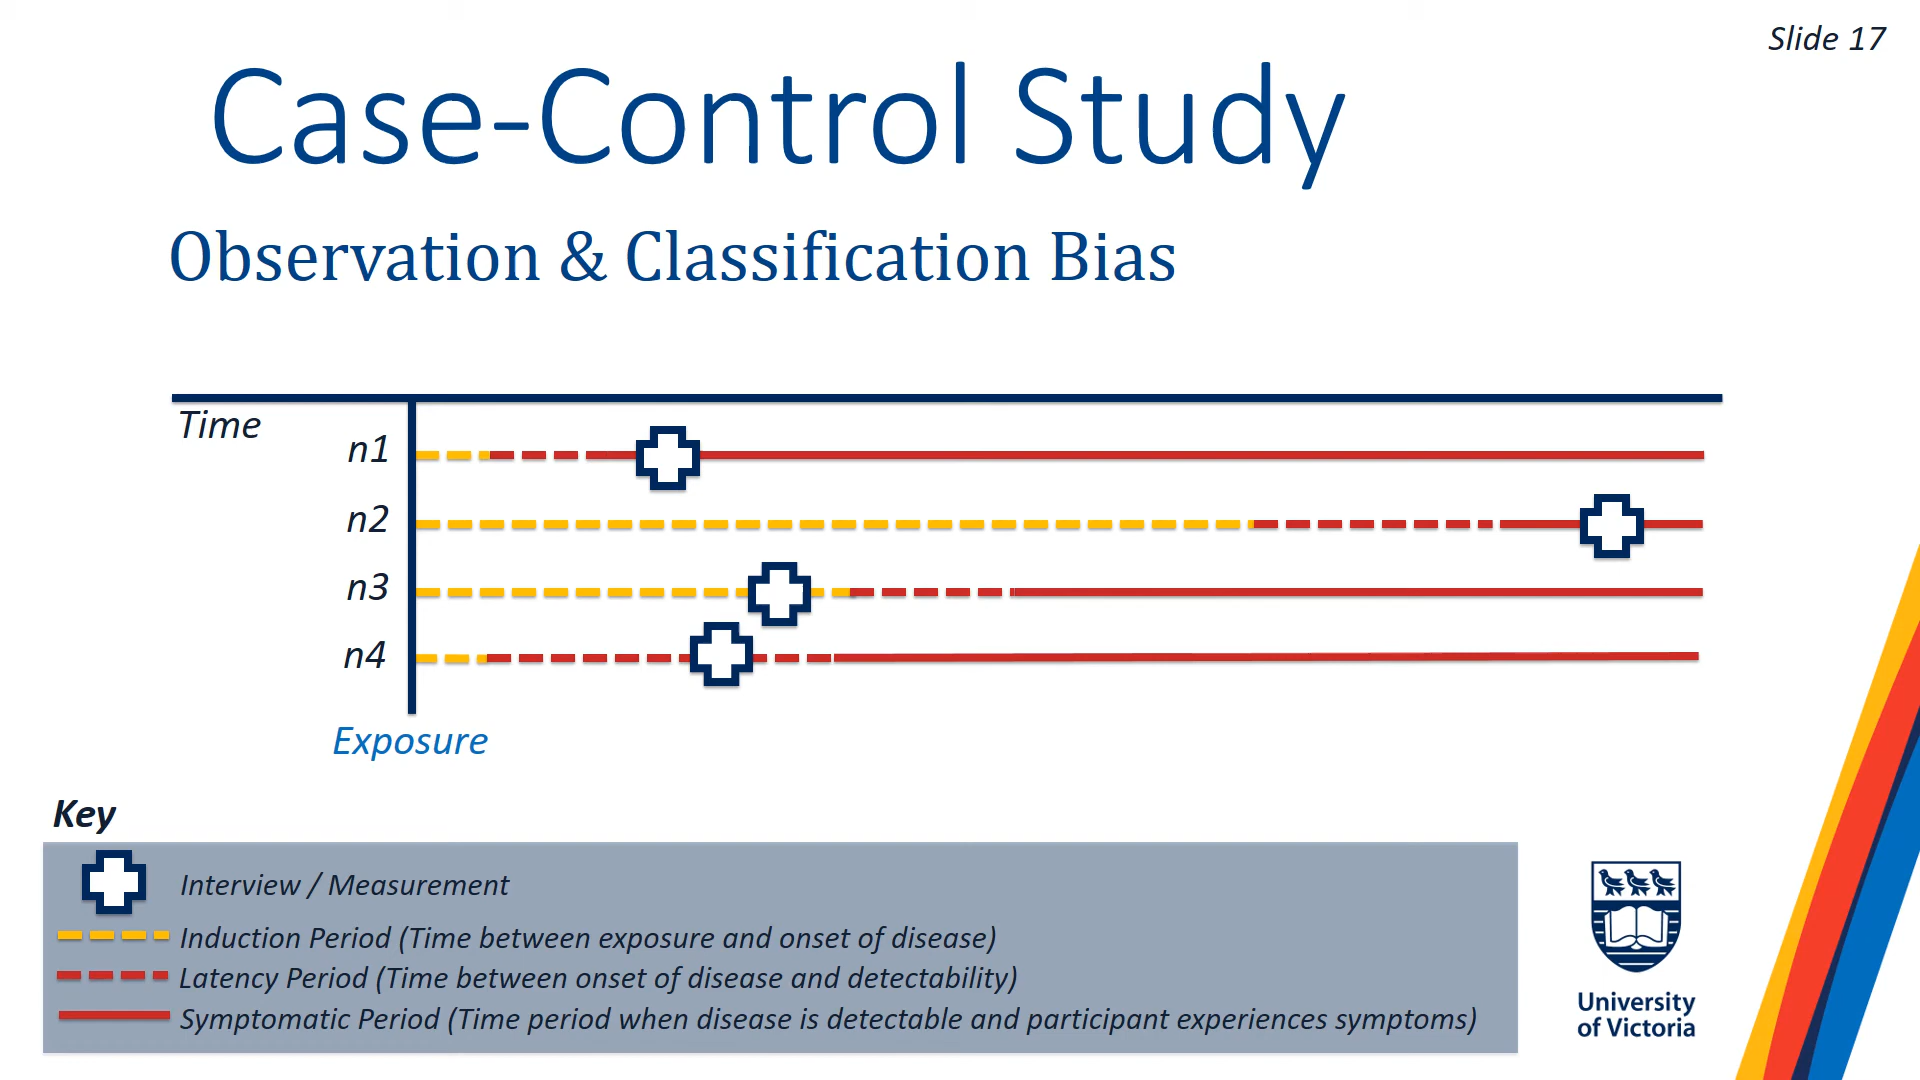 Slide 17
Case-Control Study
Observation & Classification Bias
Time
n1
n2
n3
n4
Exposure
Key
Interview / Measurement
Induction Period (Time between exposure and onset of disease)
Latency Period (Time between onset of disease and detectability)
Symptomatic Period (Time period when disease is detectable and participant experiences symptoms)
University
of Victoria